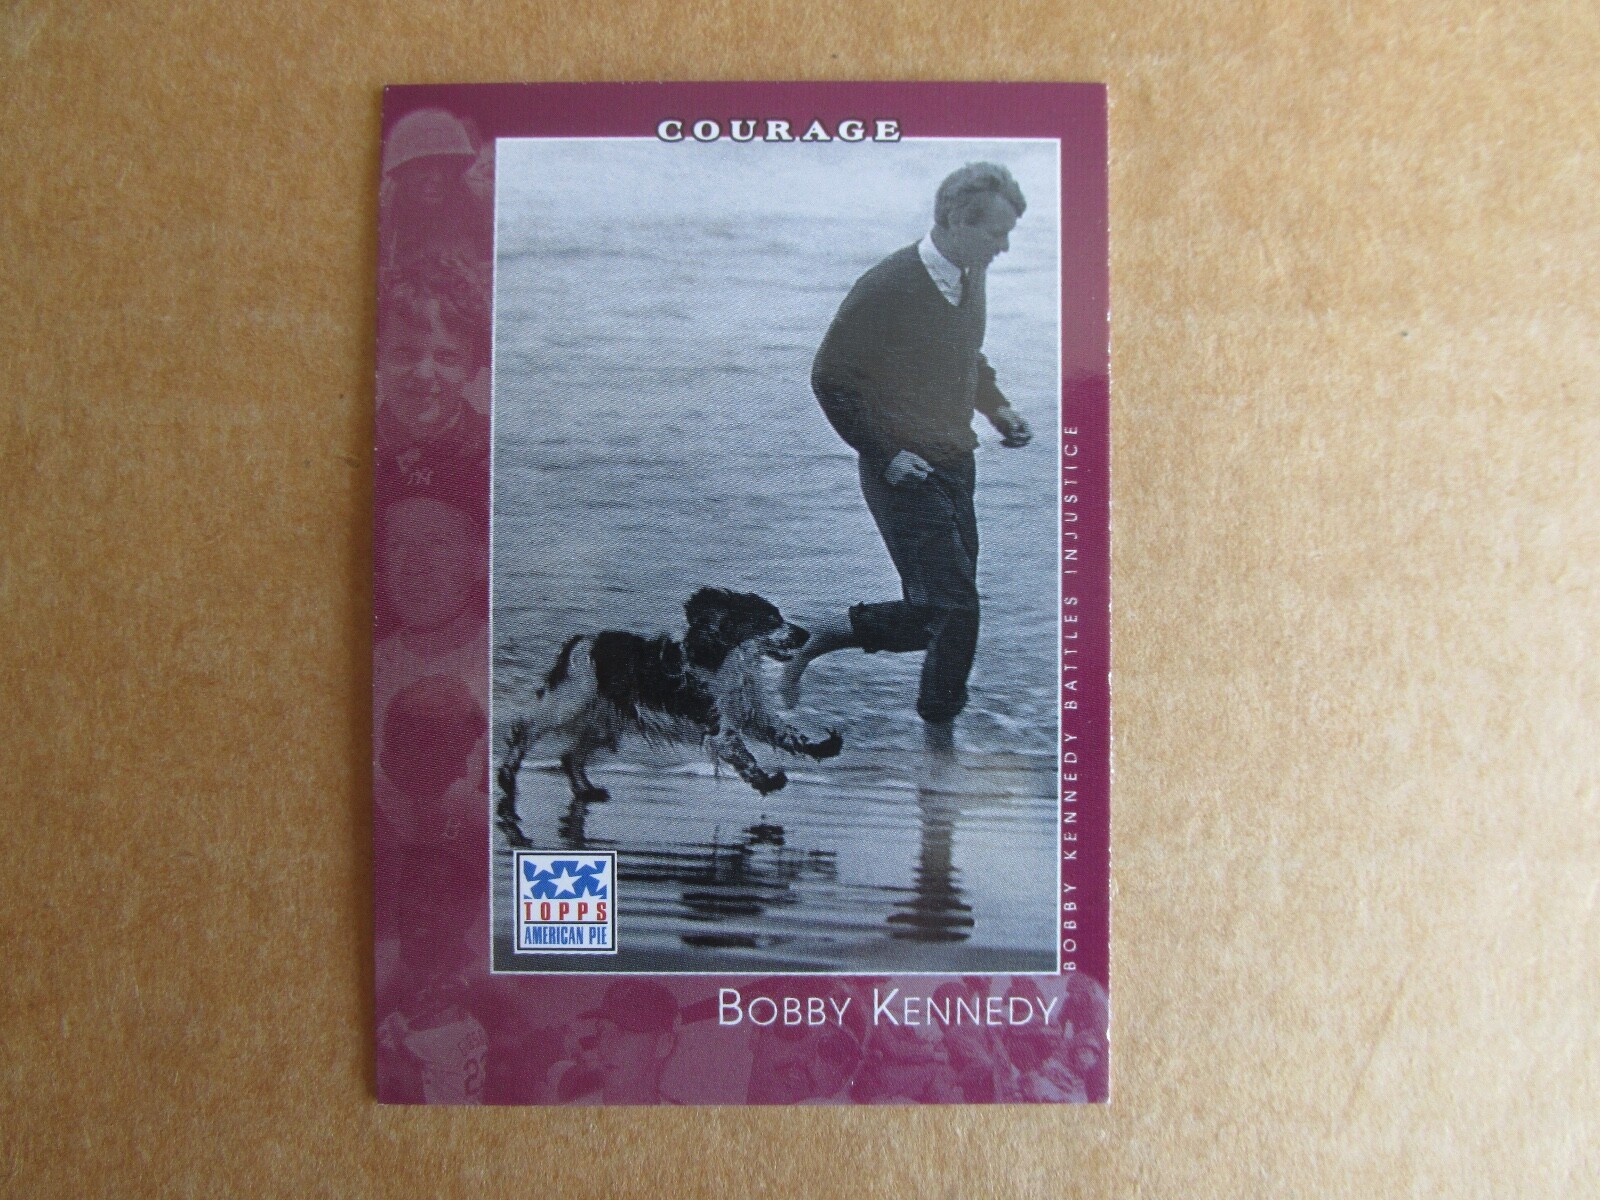 COURAGE
BOBBY KENNEDY BATTLES INJUSTICE
TOPPS
AMERICAN PIE
BOBBY KENNEDY